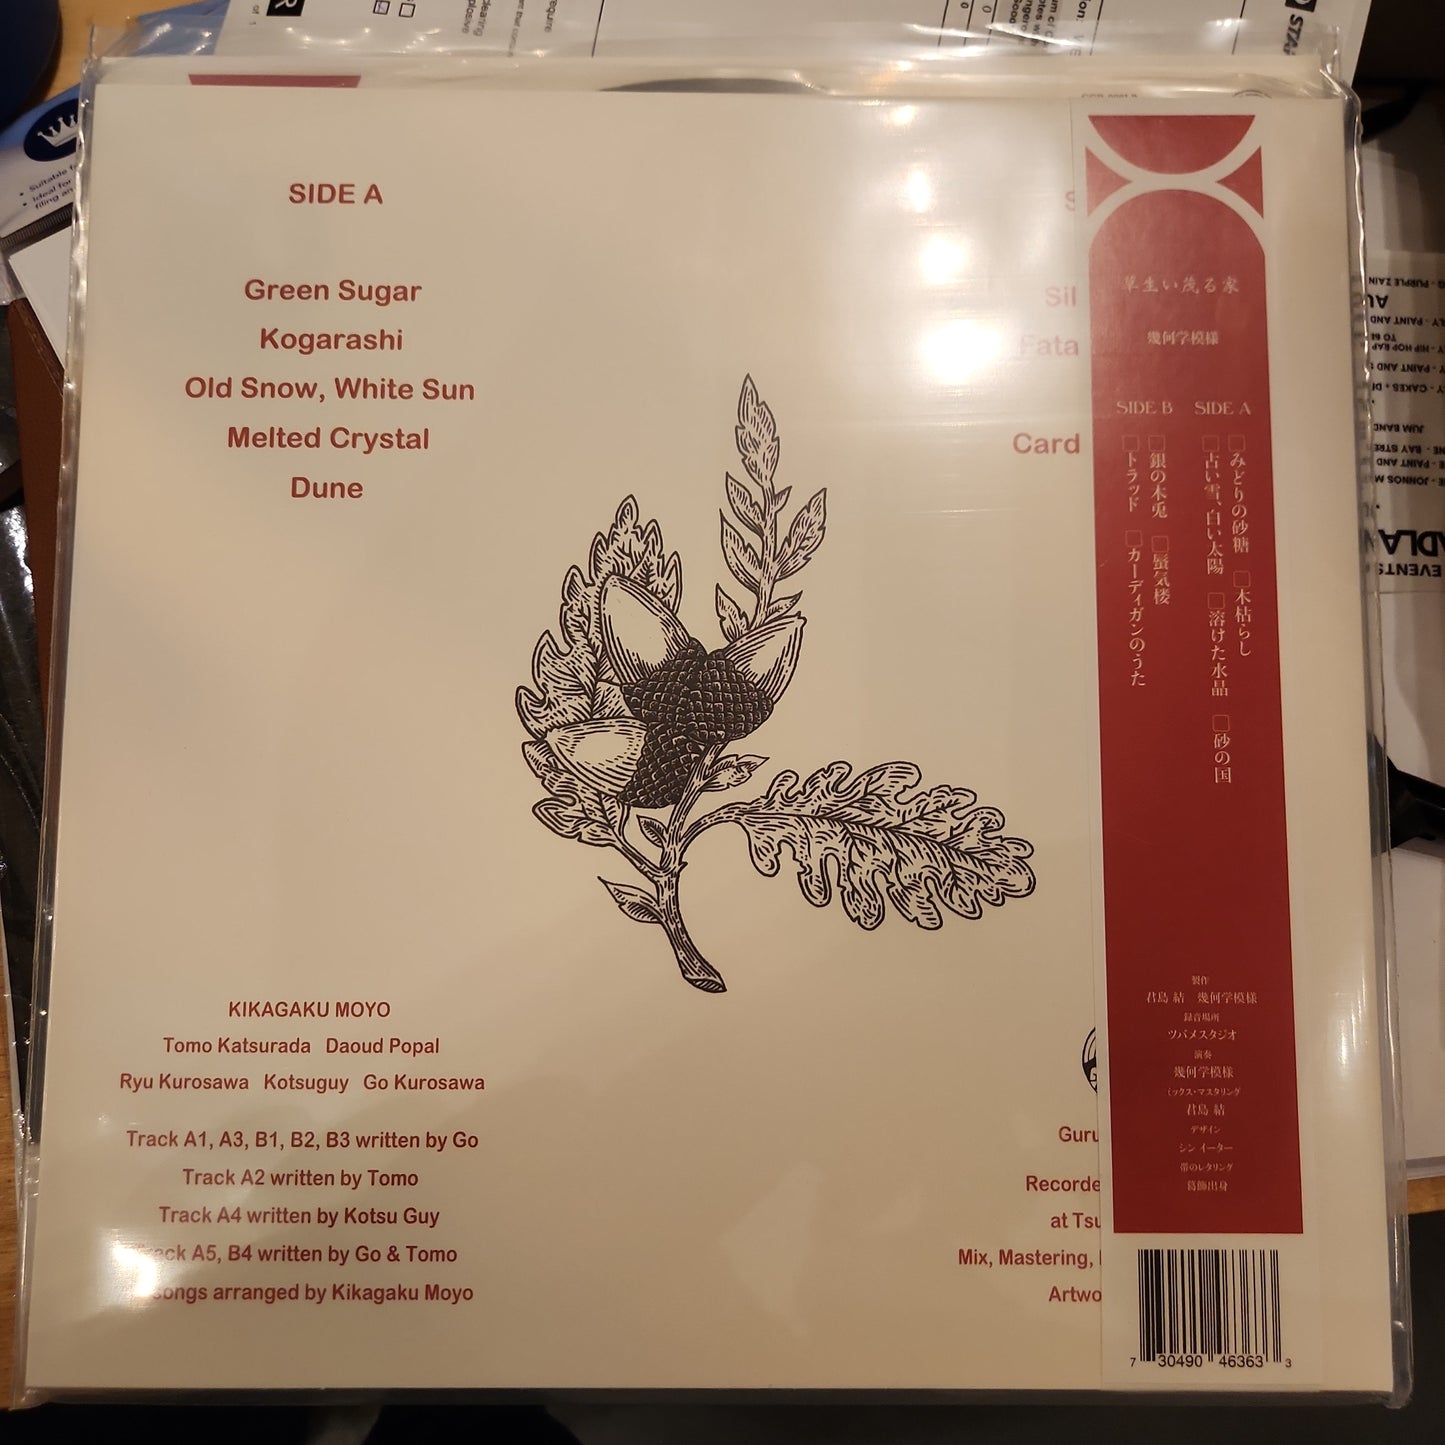 SIDE A
Green Sugar
Kogarashi
Old Snow, White Sun
Melted Crystal
Dune
Sil
Fata
Card
KIKAGAKU MOYO
Tomo Katsurada Daoud Popal
Ryu Kurosawa Kotsuguy Go Kurosawa
Track A1, A3, B1, B2, B3 written by Go
Track A2 written by Tomo
Track A4 written by Kotsu Guy
A5, B4 written by Go & Tomo
songs arranged by Kikagaku Moyo
Guru
Recorde
at Tsu
Mix, Mastering,
Artwo
草生い茂る家
幾何学模様
SIDE A
□みどりの砂糖 □木枯らし
□古い雪、白い太陽 □溶けた水晶 □砂の国
SIDE B
□銀の木兎 □蜃気楼
□トラッド □カーディガンのうた
製作
君島 結 幾何学模様
録音場所
ツバメスタジオ
演奏
幾何学模様
ミックス・マスタリング
君島 結
デザイン
シン イーター
帯のレタリング
葛飾出身
7 30490 46363 3